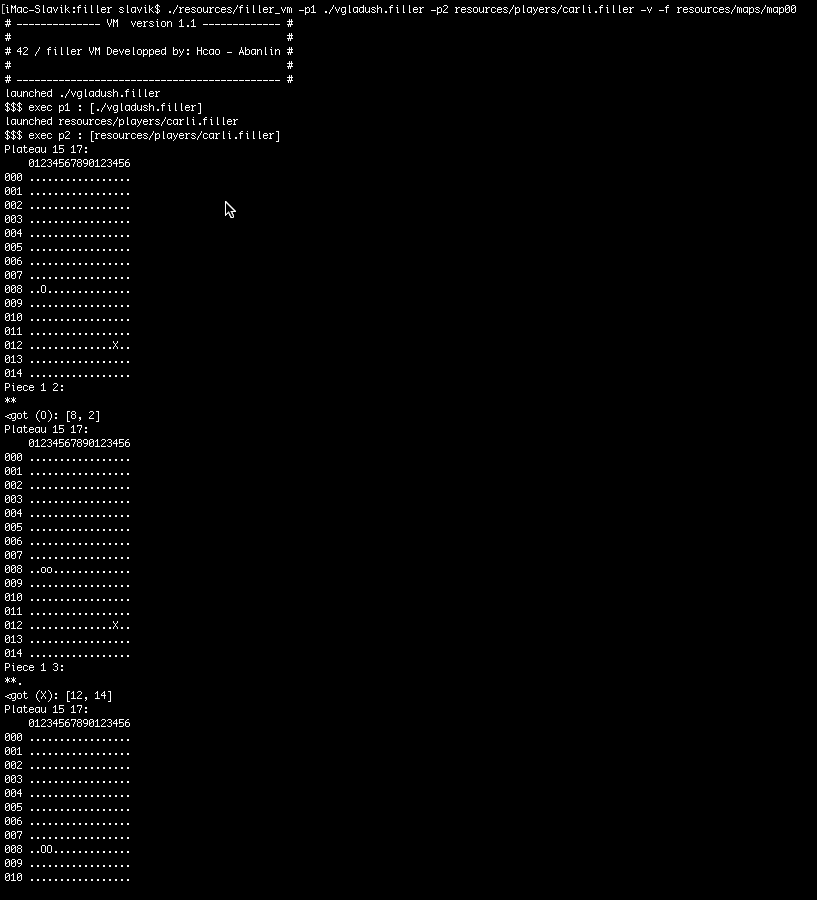 [iMac-Slavik:filler slavik$ ./resources/filler_vm -p1 ./vgladush.filler -p2 resources/players/carli.filler -v -f resources/maps/map00
# -------------- VM  version 1.1 ------------- #
#                                              #
# 42 / filler VM Developped by: Hcao - Abanlin #
#                                              #
# -------------------------------------------- #
launched ./vgladush.filler
$$$ exec p1 : [./vgladush.filler]
launched resources/players/carli.filler
$$$ exec p2 : [resources/players/carli.filler]
Plateau 15 17:
    01234567890123456
000 .................
001 .................
002 .................
003 .................
004 .................
005 .................
006 .................
007 .................
008 ..O..............
009 .................
010 .................
011 .................
012 ..............X..
013 .................
014 .................
Piece 1 2:
**
<got (O): [8, 2]
Plateau 15 17:
    01234567890123456
000 .................
001 .................
002 .................
003 .................
004 .................
005 .................
006 .................
007 .................
008 ..oo.............
009 .................
010 .................
011 .................
012 ..............X..
013 .................
014 .................
Piece 1 3:
**.
<got (X): [12, 14]
Plateau 15 17:
    01234567890123456
000 .................
001 .................
002 .................
003 .................
004 .................
005 .................
006 .................
007 .................
008 ..OO.............
009 .................
010 .................